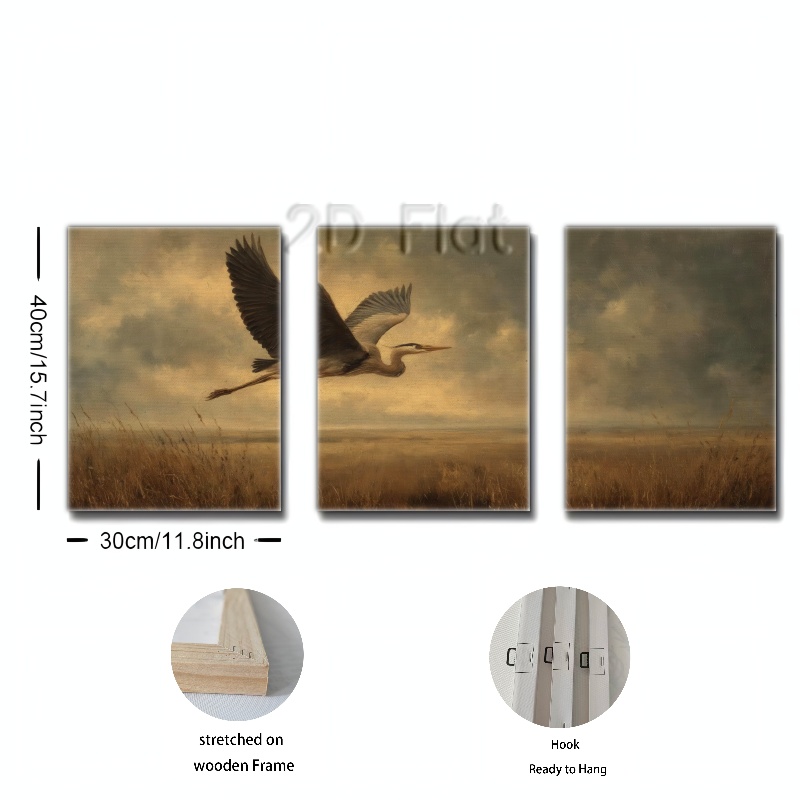 2D Flat
40cm/15.7inch
30cm/11.8inch
stretched on
wooden Frame
Hook
Ready to Hang